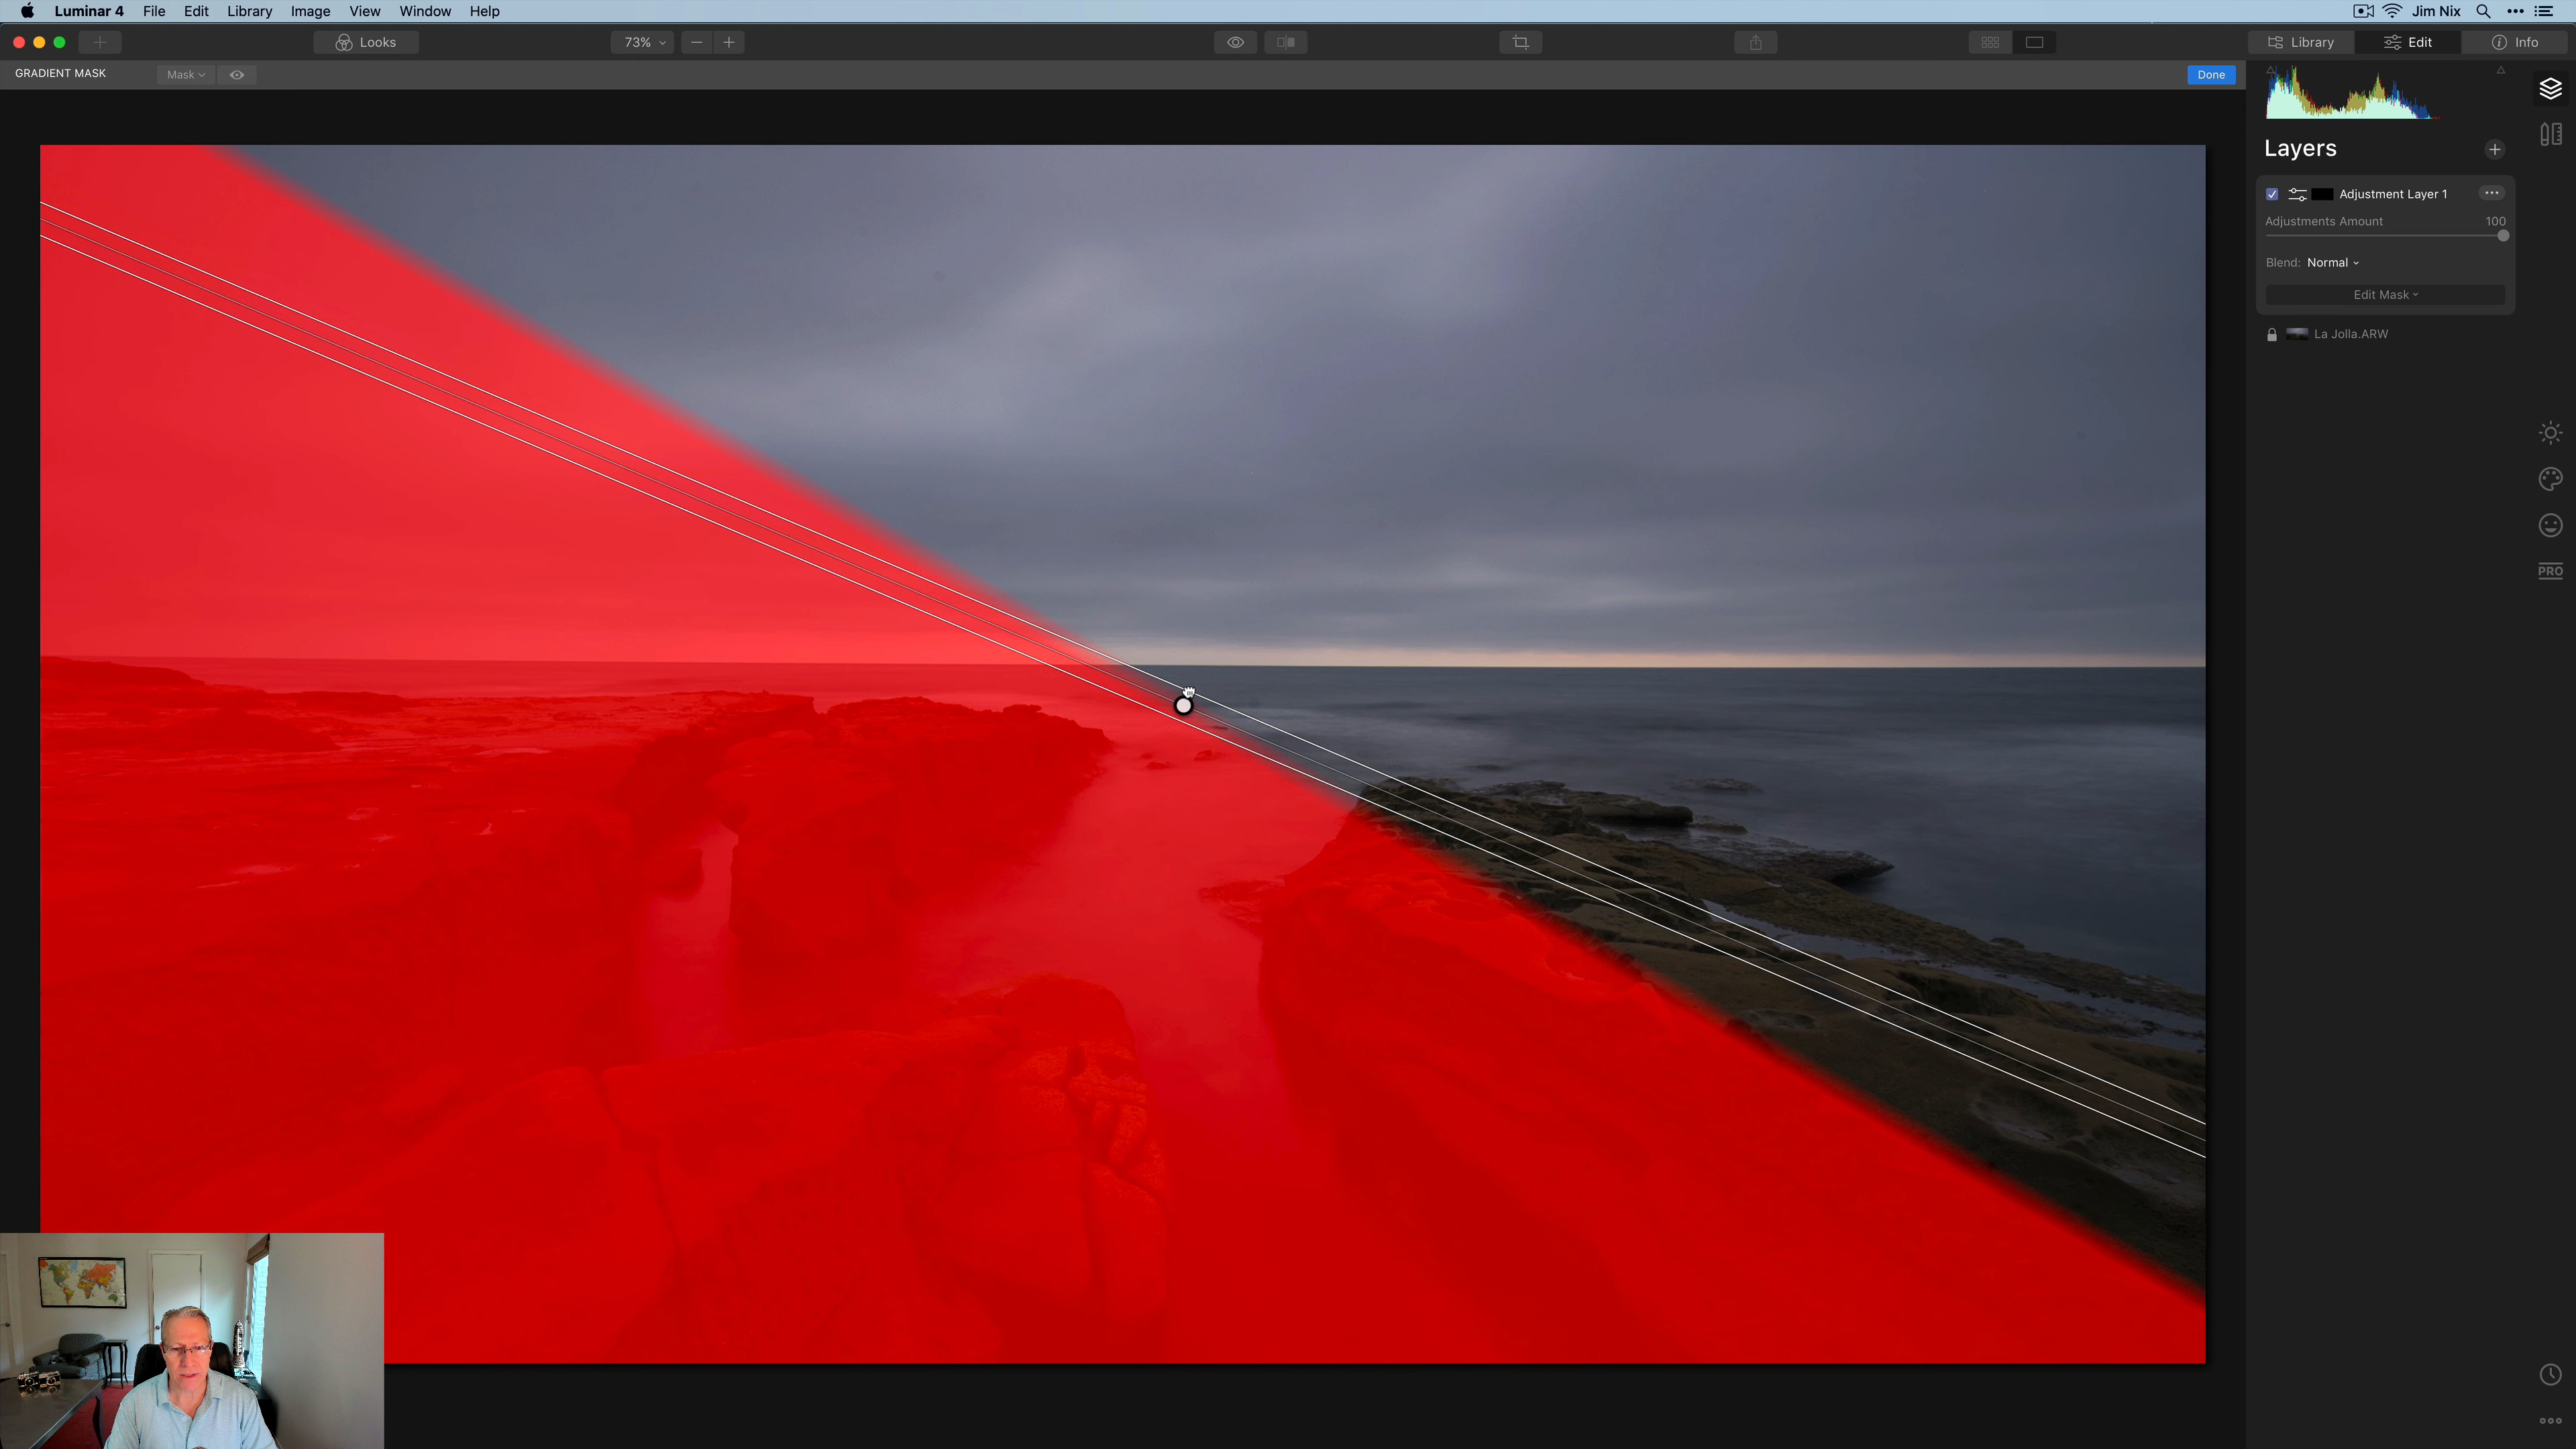 Luminar 4 File Edit Library Image View Window Help Jim Nix
Looks 73% Library Edit Info
GRADIENT MASK Mask Done
Layers
Adjustment Layer 1
Adjustments Amount 100
Blend: Normal
Edit Mask
La Jolla.ARW
PRO